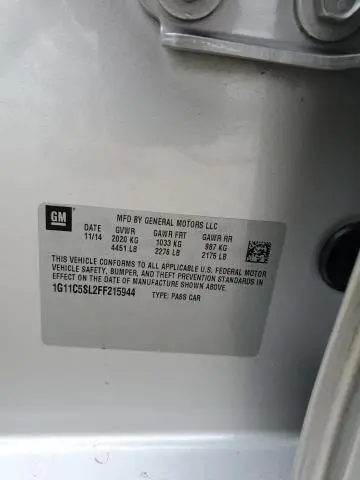 GM
MFD BY GENERAL MOTORS LLC
DATE GVWR GAWR FRT GAWR RR
11/14 2020 KG 1033 KG 987 KG
4451 LB 2276 LB 2175 LB
THIS VEHICLE CONFORMS TO ALL APPLICABLE U.S. FEDERAL MOTOR
VEHICLE SAFETY, BUMPER, AND THEFT PREVENTION STANDARDS IN
EFFECT ON THE DATE OF MANUFACTURE SHOWN ABOVE.
1G11C5SL2FF215944 TYPE: PASS CAR